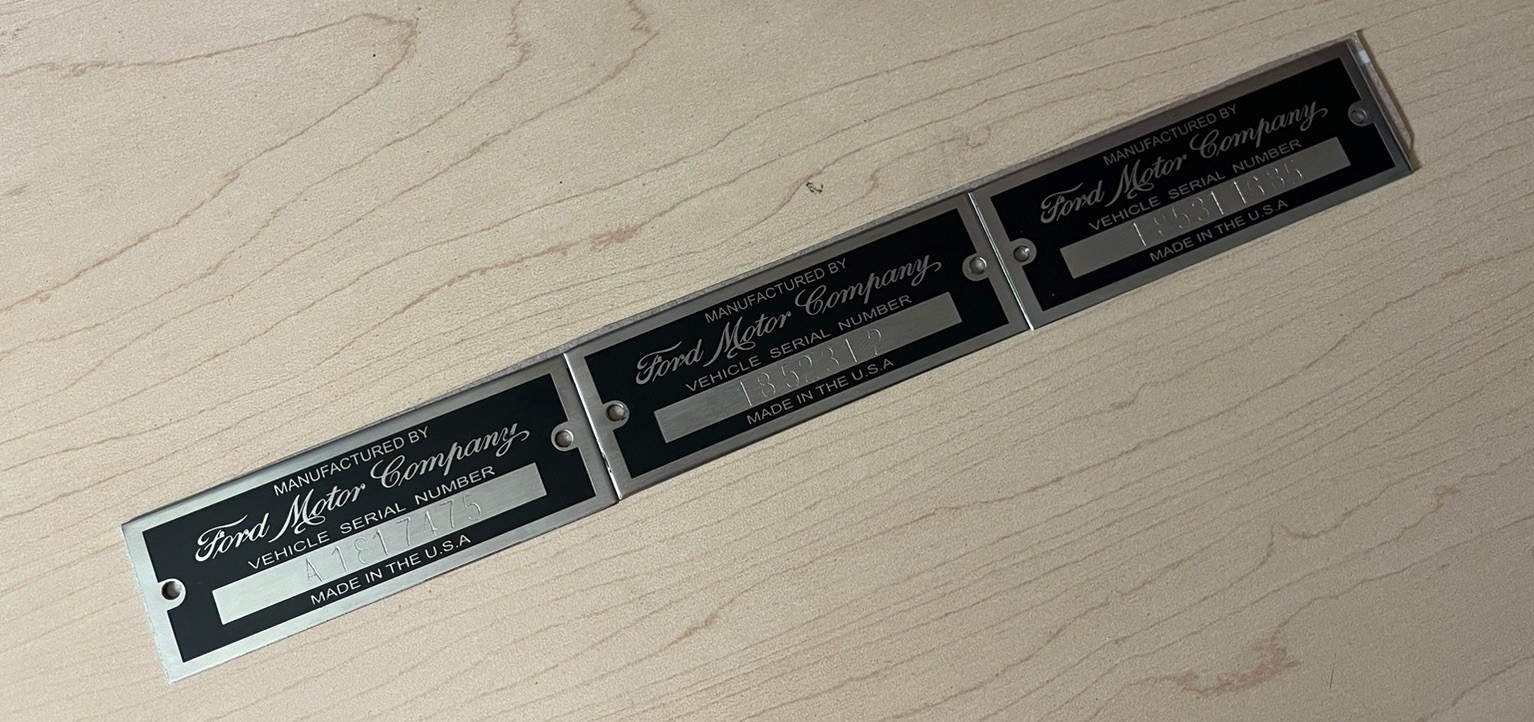 MANUFACTURED BY
Ford Motor Company
VEHICLE SERIAL NUMBER
MADE IN THE U.S.A
MANUFACTURED BY
Ford Motor Company
VEHICLE SERIAL NUMBER
1852312
MADE IN THE U.S.A
MANUFACTURED BY
Ford Motor Company
VEHICLE SERIAL NUMBER
MADE IN THE U.S.A